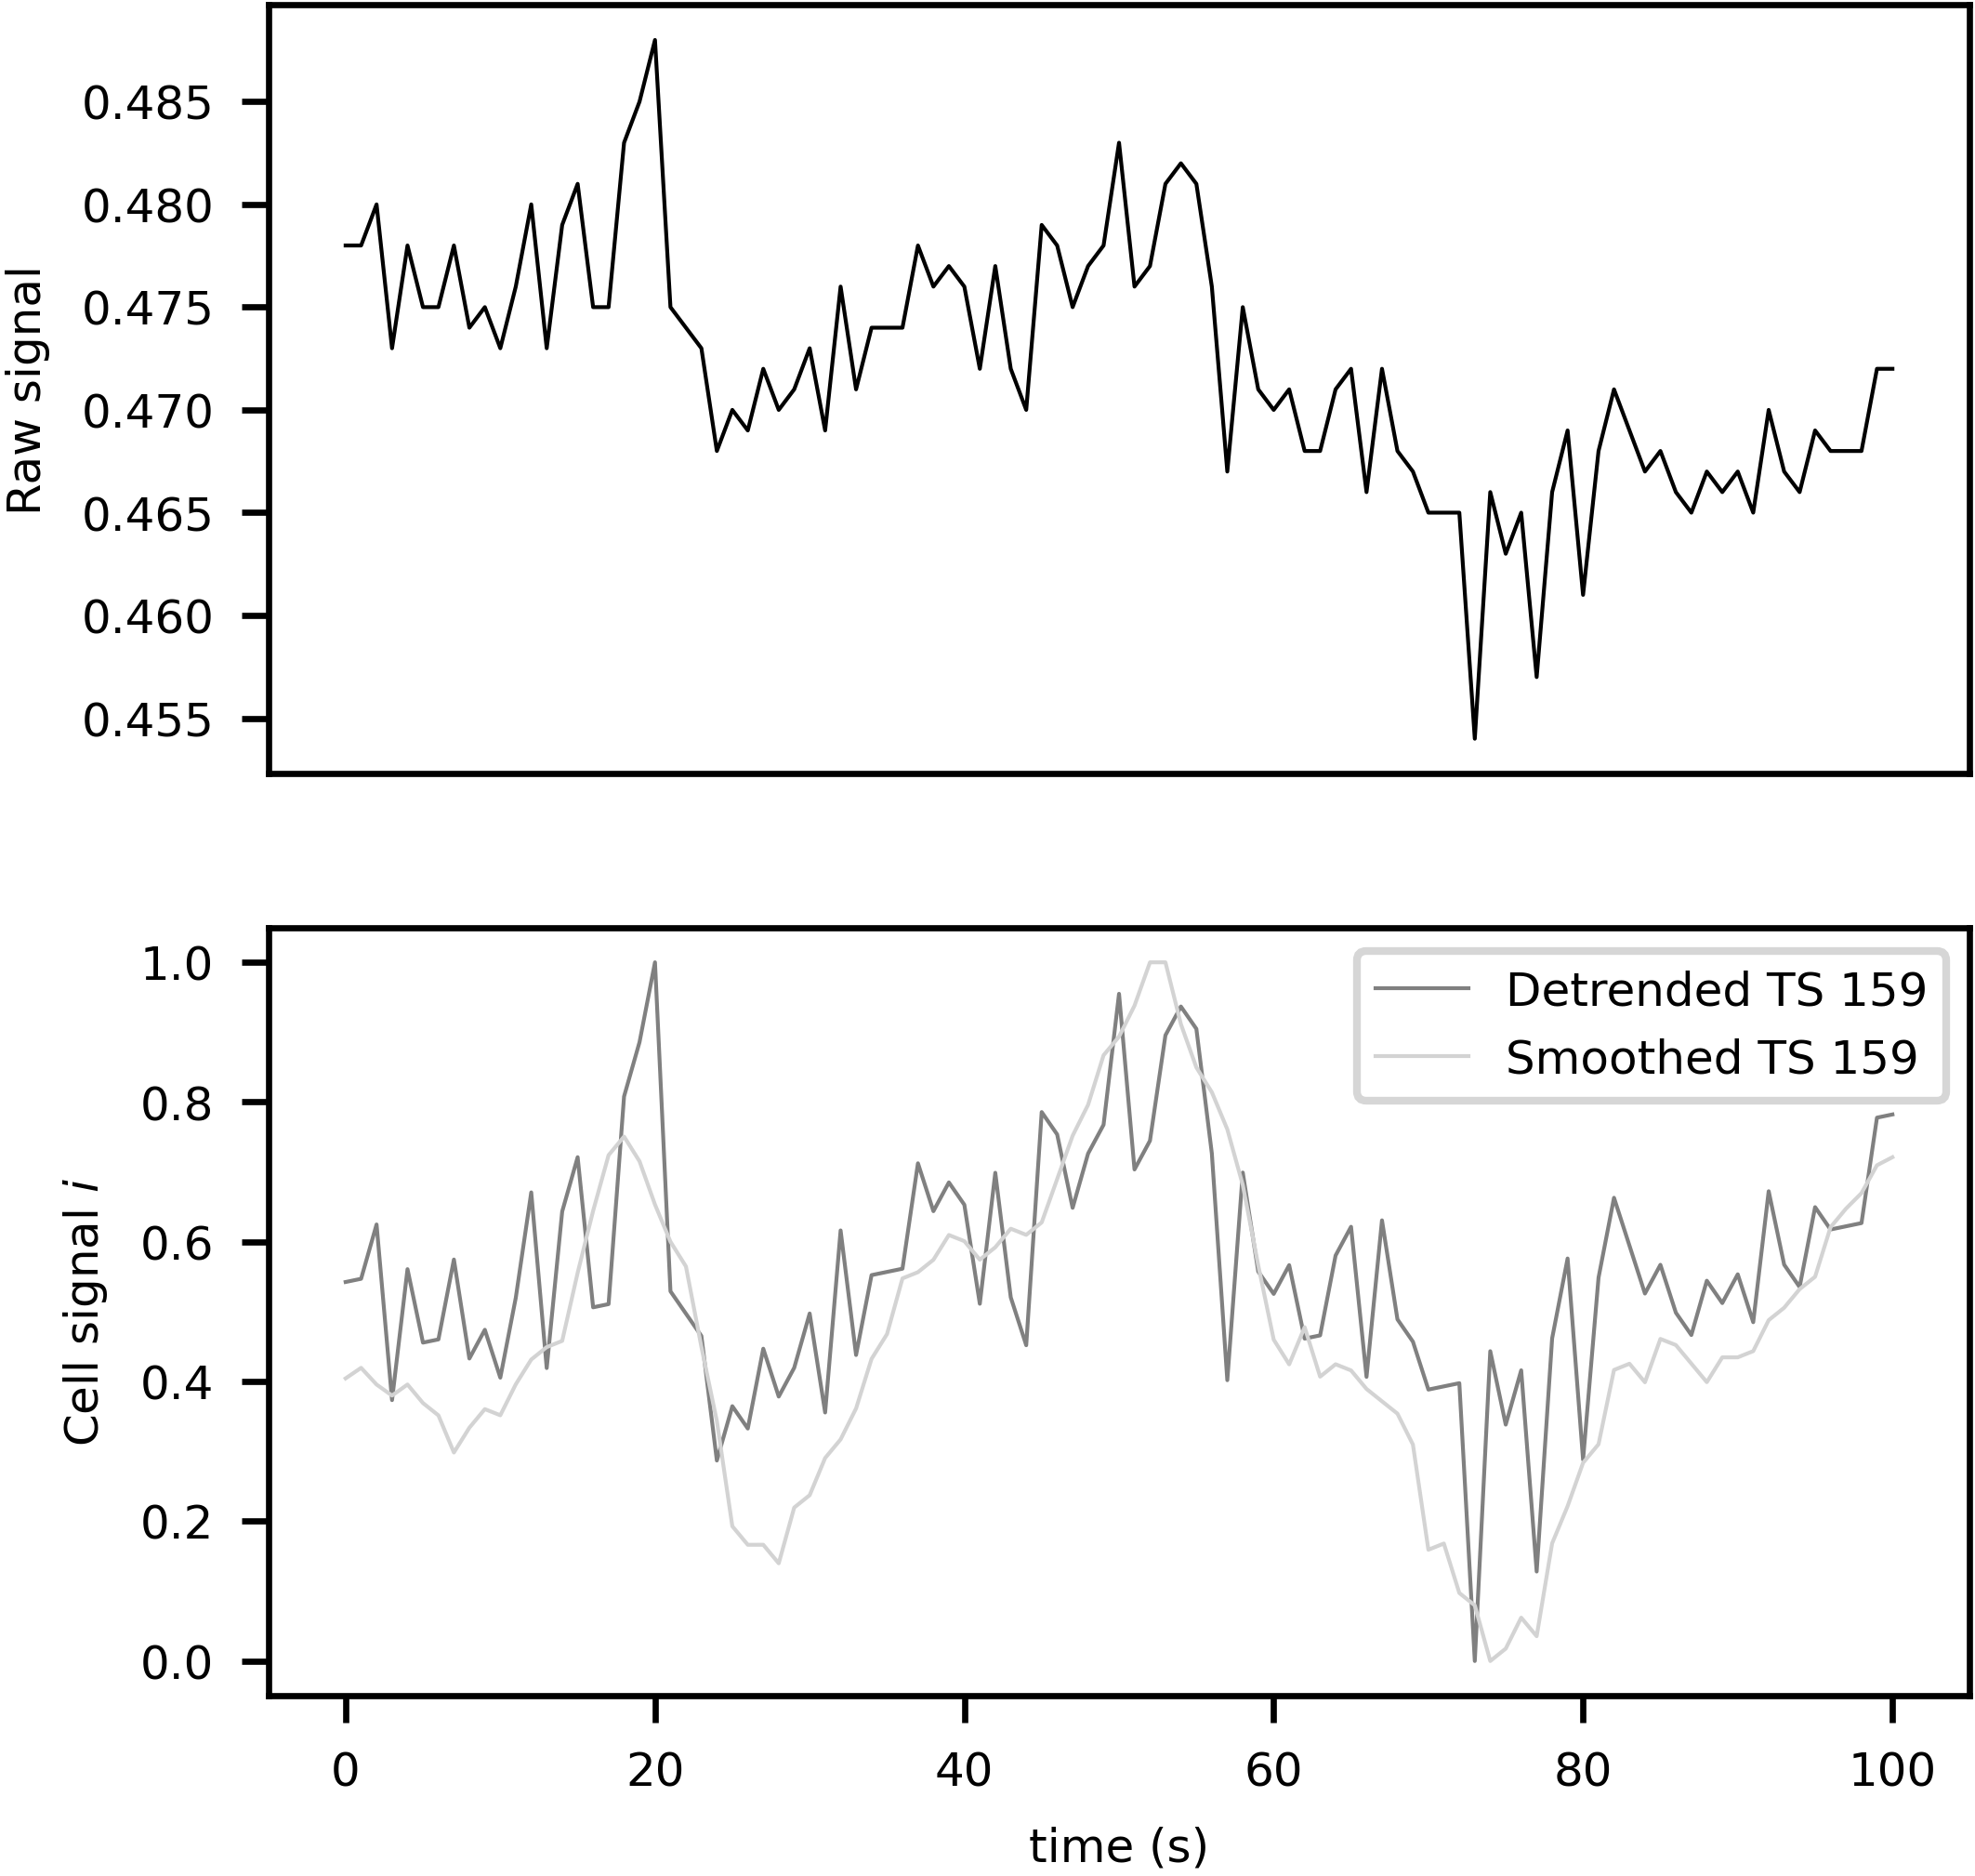 Raw signal
0.485
0.480
0.475
0.470
0.465
0.460
0.455
Cell signal i
1.0
0.8
0.6
0.4
0.2
0.0
Detrended TS 159
Smoothed TS 159
0 20 40 60 80 100
time (s)